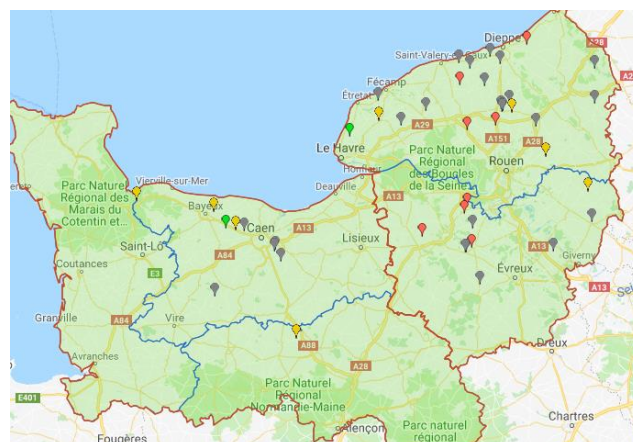 Dieppe
A28
Saint-Valery-en-Caux
Fécamp
Étretat
A29
A151
Le Havre
Parc Naturel
Régional
des Boucles
de la Seine
A28
Rouen
Honfleur
Deauville
Vierville-sur-Mer
Parc Naturel
Régional des
Marais du
Cotentin et...
Bayeux
Caen
A13
A13
Saint-Lô
Lisieux
A13
Giverny
Coutances
E3
A84
Évreux
A13
Granville
A84
Vire
A88
Dreux
Avranches
A28
E401
Parc Naturel
Régional
Normandie-Maine
Alençon
Parc naturel
régional
Chartres
Fougères